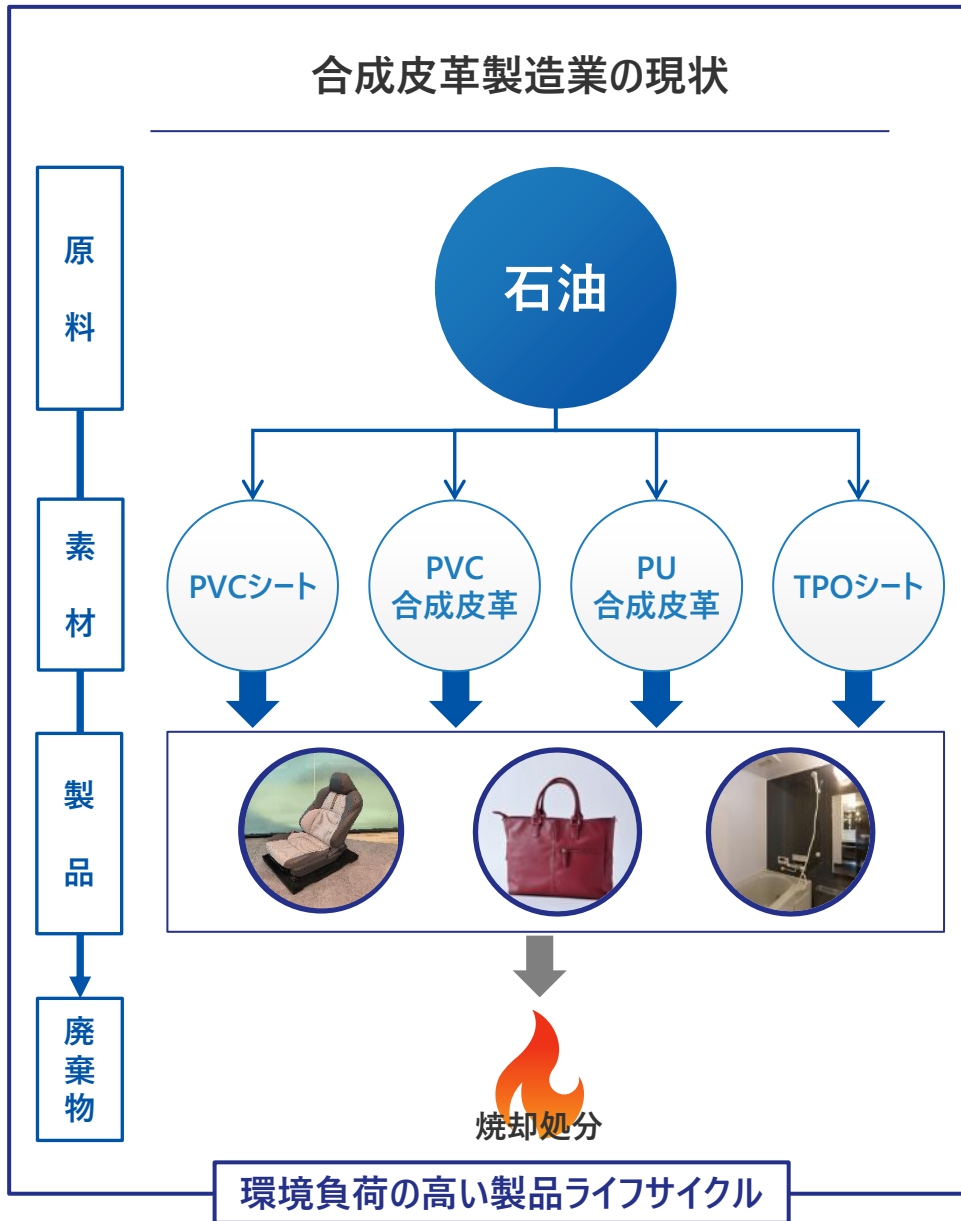 合成皮革製造業の現状
原料
石油
素材
PVCシート
PVC
合成皮革
PU
合成皮革
TPOシート
製品
廃棄物
焼却処分
環境負荷の高い製品ライフサイクル